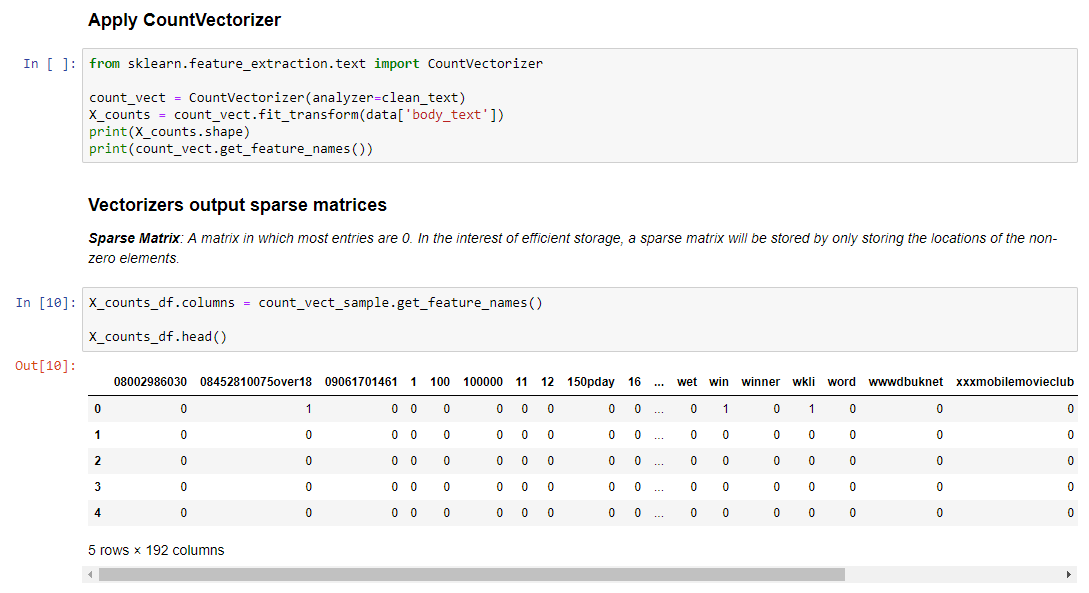 Apply CountVectorizer
In [ ]: from sklearn.feature_extraction.text import CountVectorizer
count_vect = CountVectorizer(analyzer=clean_text)
X_counts = count_vect.fit_transform(data['body_text'])
print(X_counts.shape)
print(count_vect.get_feature_names())
Vectorizers output sparse matrices
Sparse Matrix: A matrix in which most entries are 0. In the interest of efficient storage, a sparse matrix will be stored by only storing the locations of the non-
zero elements.
In [10]: X_counts_df.columns = count_vect_sample.get_feature_names()
X_counts_df.head()
Out[10]:
08002986030 08452810075over18 09061701461 1 100 100000 11 12 150pday 16 ... wet win winner wkli word wwwdbuknet xxxmobilemovieclub
0 0 1 0 0 0 0 0 0 0 0 ... 0 1 0 1 0 0 0
1 0 0 0 0 0 0 0 0 0 0 ... 0 0 0 0 0 0 0
2 0 0 0 0 0 0 0 0 0 0 ... 0 0 0 0 0 0 0
3 0 0 0 0 0 0 0 0 0 0 ... 0 0 0 0 0 0 0
4 0 0 0 0 0 0 0 0 0 0 ... 0 0 0 0 0 0 0
5 rows × 192 columns